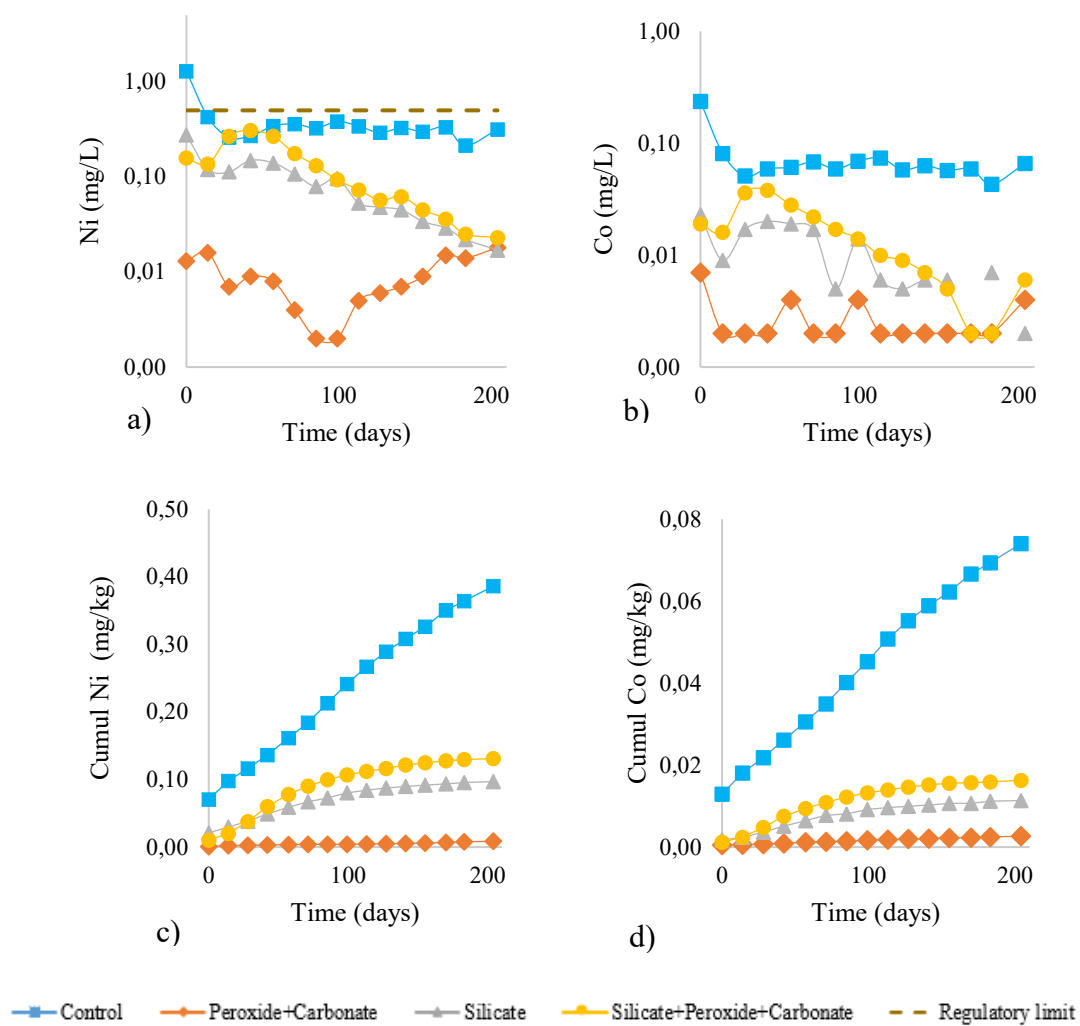 1,00
0,10
0,01
0,00
Ni (mg/L)
0
100
200
Time (days)
a)
1,00
0,10
0,01
0,00
Co (mg/L)
0
100
200
Time (days)
b)
0,50
0,40
0,30
0,20
0,10
0,00
Cumul Ni (mg/kg)
0
100
200
Time (days)
c)
0,08
0,06
0,04
0,02
0,00
Cumul Co (mg/kg)
0
100
200
Time (days)
d)
Control Peroxide+Carbonate Silicate Silicate+Peroxide+Carbonate Regulatory limit